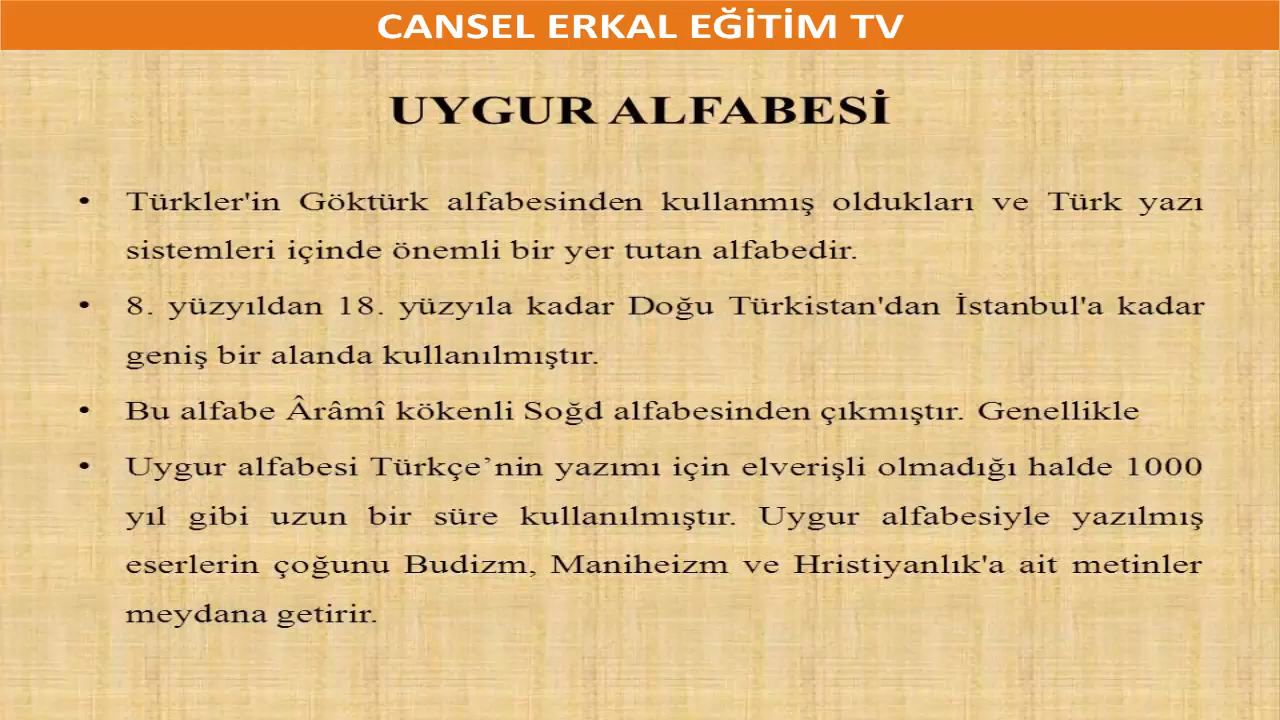 CANSEL ERKAL EĞİTİM TV
UYGUR ALFABESİ
• Türkler'in Göktürk alfabesinden kullanmış oldukları ve Türk yazı
sistemleri içinde önemli bir yer tutan alfabedir.
• 8. yüzyıldan 18. yüzyıla kadar Doğu Türkistan'dan İstanbul'a kadar
geniş bir alanda kullanılmıştır.
• Bu alfabe Ârâmî kökenli Soğd alfabesinden çıkmıştır. Genellikle
• Uygur alfabesi Türkçe’nin yazımı için elverişli olmadığı halde 1000
yıl gibi uzun bir süre kullanılmıştır. Uygur alfabesiyle yazılmış
eserlerin çoğunu Budizm, Maniheizm ve Hristiyanlık'a ait metinler
meydana getirir.